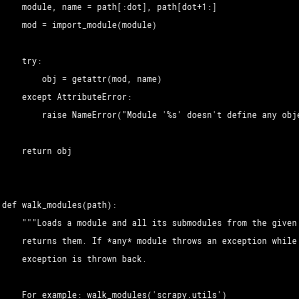 module, name = path[:dot], path[dot+1:]
mod = import_module(module)
try:
obj = getattr(mod, name)
except AttributeError:
raise NameError("Module '%s' doesn't define any obje
return obj
def walk_modules(path):
"""Loads a module and all its submodules from the given
returns them. If *any* module throws an exception while
exception is thrown back.
For example: walk_modules('scrapy.utils')